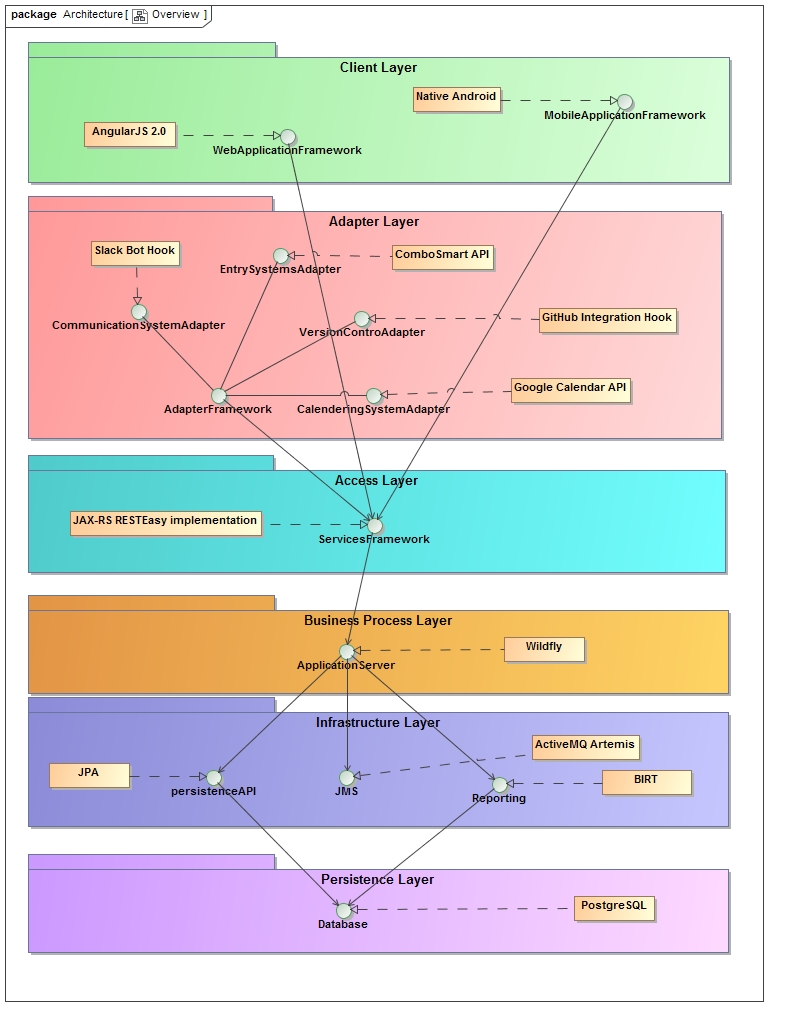 package Architecture [ Overview ]
Client Layer
Native Android
MobileApplicationFramework
AngularJS 2.0
WebApplicationFramework
Adapter Layer
Slack Bot Hook
ComboSmart API
EntrySystemsAdapter
CommunicationSystemAdapter
GitHub Integration Hook
VersionControAdapter
Google Calendar API
AdapterFramework
CalenderingSystemAdapter
Access Layer
JAX-RS RESTEasy implementation
ServicesFramework
Business Process Layer
Wildfly
ApplicationServer
Infrastructure Layer
ActiveMQ Artemis
JPA
BIRT
persistenceAPI
JMS
Reporting
Persistence Layer
PostgreSQL
Database